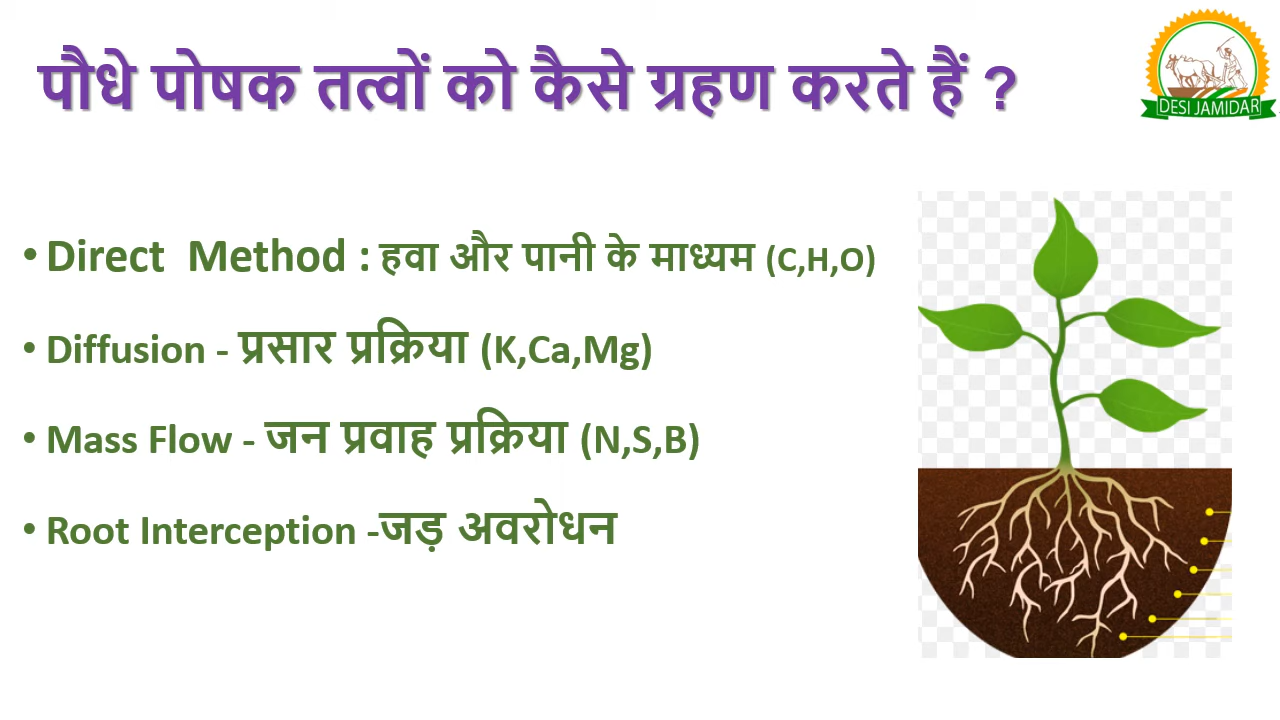 पौधे पोषक तत्वों को कैसे ग्रहण करते हैं ?
DESI JAMIDAR
• Direct Method : हवा और पानी के माध्यम (C,H,O)
• Diffusion - प्रसार प्रक्रिया (K,Ca,Mg)
• Mass Flow - जन प्रवाह प्रक्रिया (N,S,B)
• Root Interception -जड़ अवरोधन